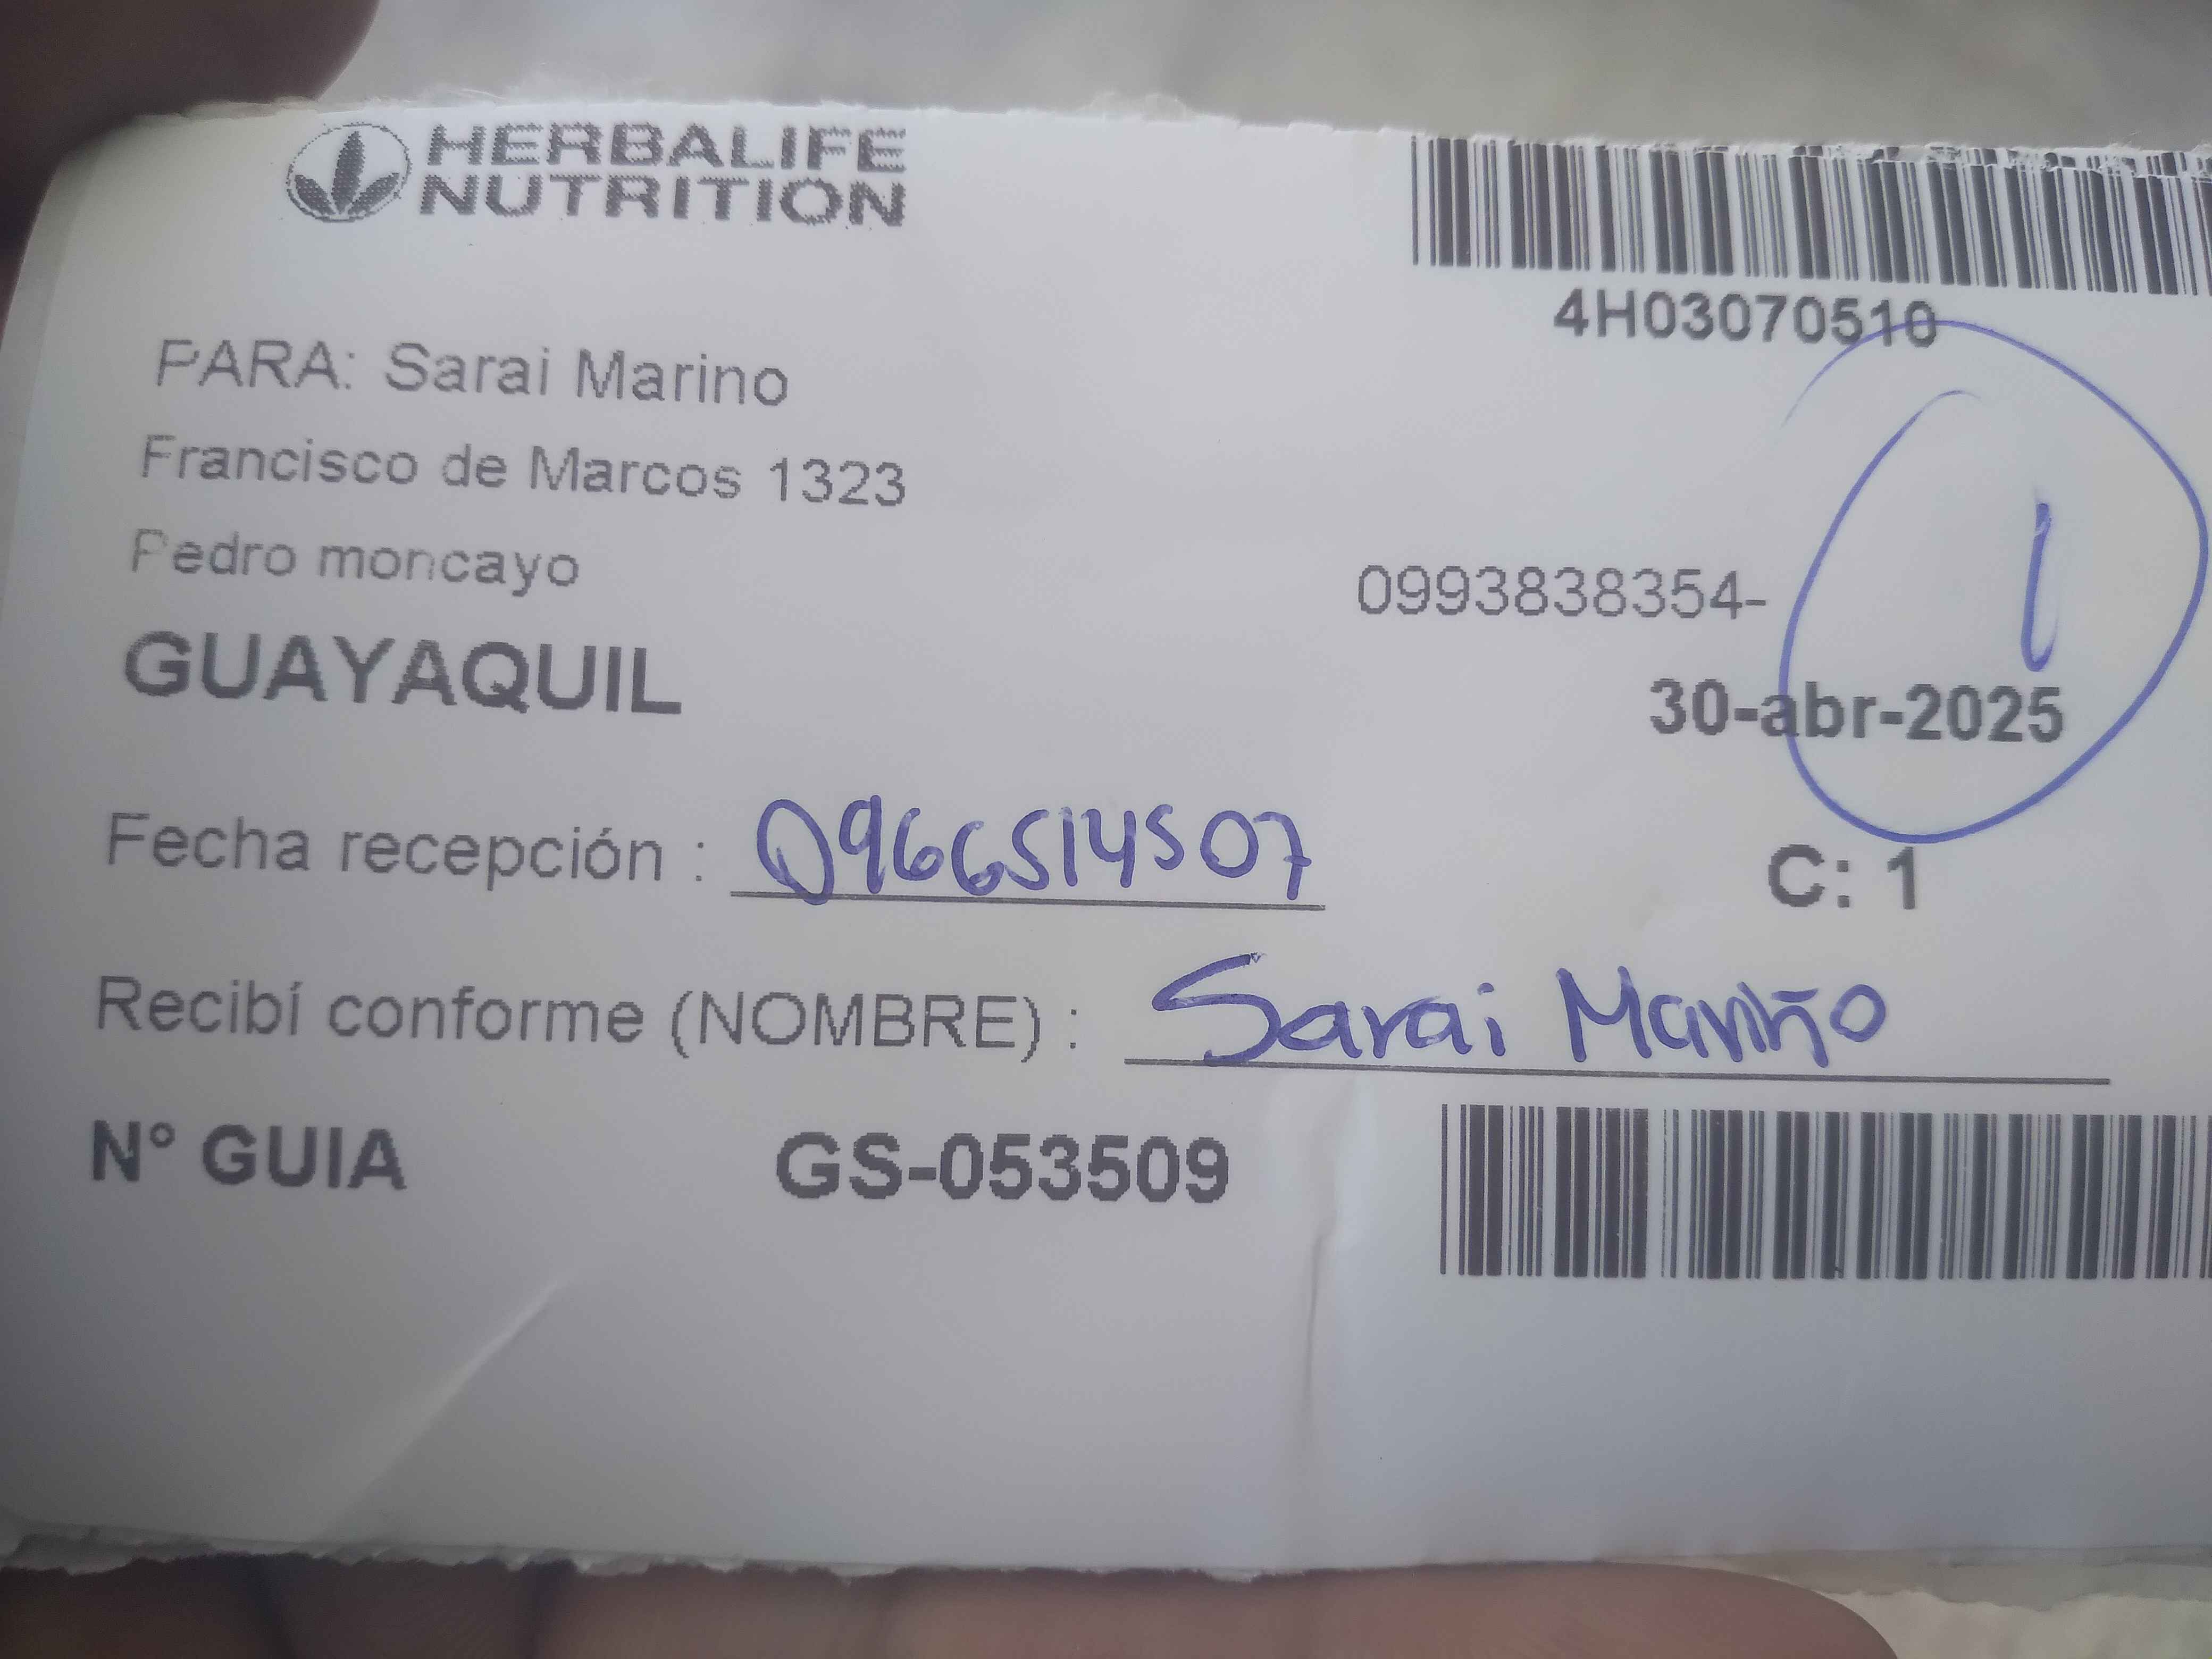 HERBALIFE
NUTRITION
4H03070510
PARA: Sarai Marino
Francisco de Marcos 1323
Pedro moncayo
0993838354-
1
GUAYAQUIL
30-abr-2025
Fecha recepción : 0966514507
C: 1
Recibí conforme (NOMBRE) : Sarai Mariño
N° GUIA GS-053509